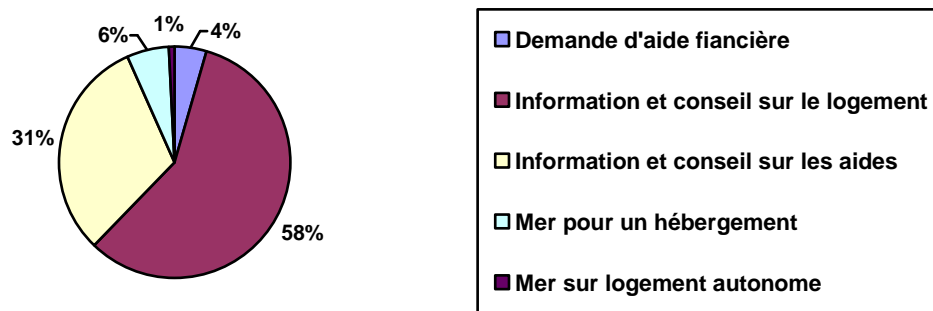 1%
4%
6%
31%
58%
Demande d'aide fiancière
Information et conseil sur le logement
Information et conseil sur les aides
Mer pour un hébergement
Mer sur logement autonome